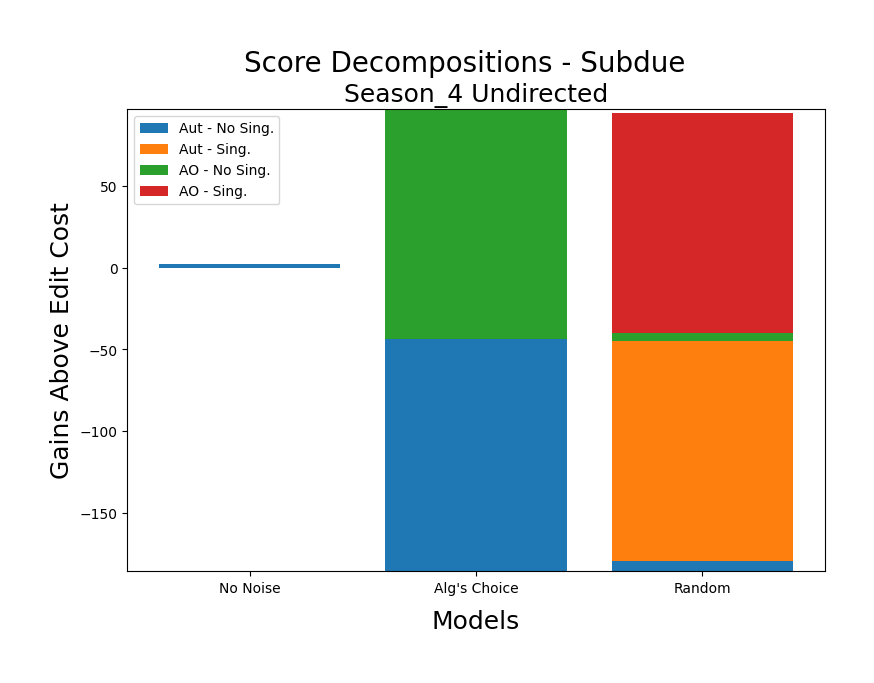 Score Decompositions - Subdue
Season_4 Undirected
Aut - No Sing.
Aut - Sing.
AO - No Sing.
AO - Sing.
Gains Above Edit Cost
50
0
−50
−100
−150
No Noise
Alg's Choice
Random
Models